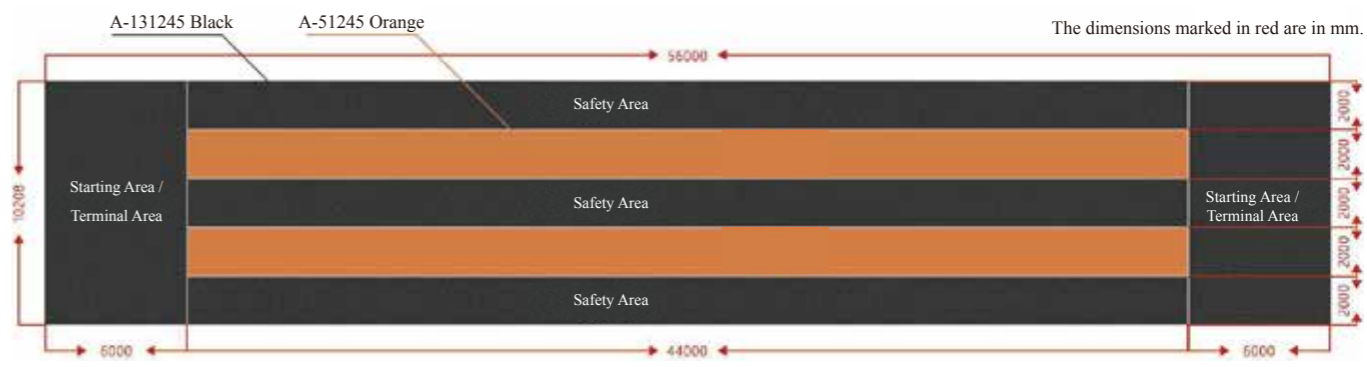 A-131245 Black
A-51245 Orange
The dimensions marked in red are in mm.
56000
Safety Area
2000
2000
Starting Area /
Terminal Area
10208
Safety Area
2000
Starting Area /
Terminal Area
2000
Safety Area
2000
6000
44000
6000